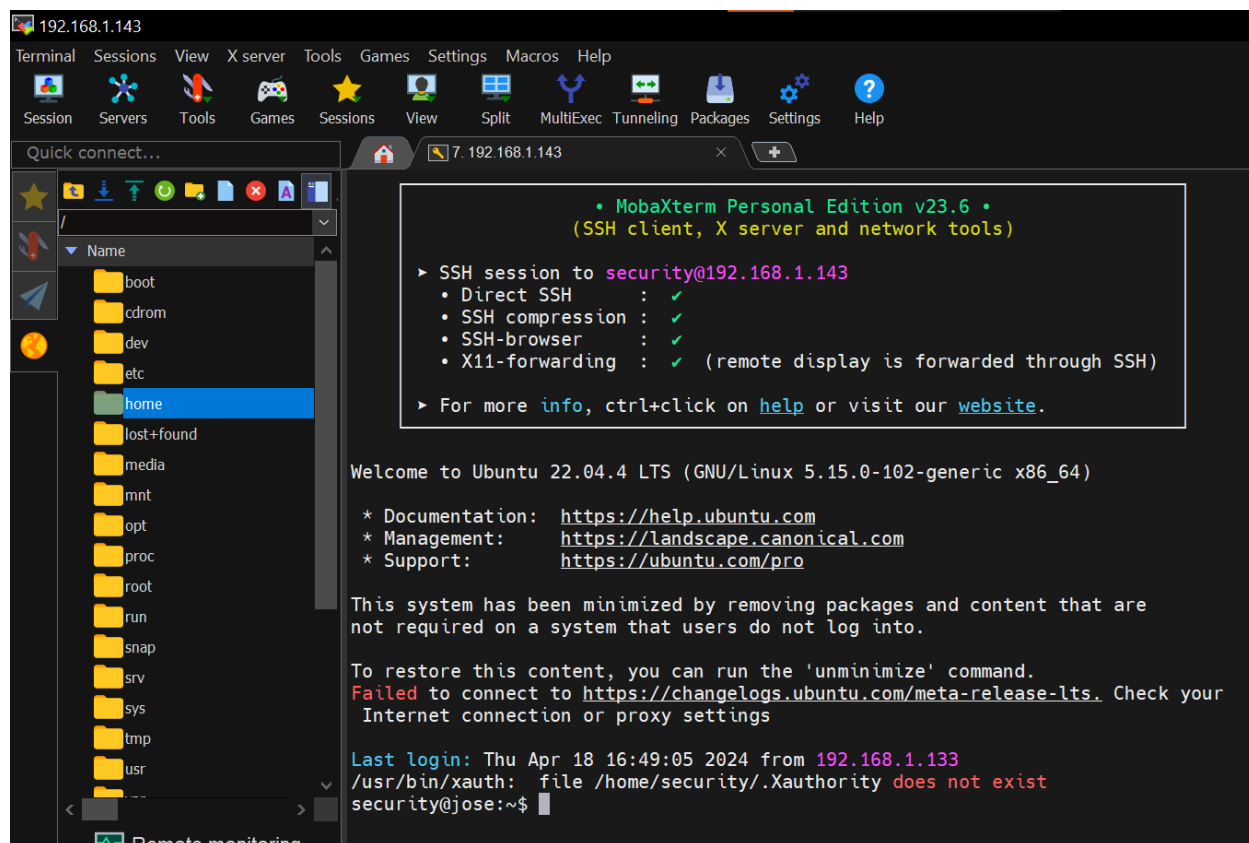 192.168.1.143
Terminal Sessions View X server Tools Games Settings Macros Help
Session Servers Tools Games Sessions View Split MultiExec Tunneling Packages Settings Help
Quick connect...
7. 192.168.1.143
/
Name
boot
cdrom
dev
etc
home
lost+found
media
mnt
opt
proc
root
run
snap
srv
sys
tmp
usr
Remote monitoring
• MobaXterm Personal Edition v23.6 •
(SSH client, X server and network tools)
➤ SSH session to security@192.168.1.143
• Direct SSH : ✔
• SSH compression : ✔
• SSH-browser : ✔
• X11-forwarding : ✔ (remote display is forwarded through SSH)
➤ For more info, ctrl+click on help or visit our website.
Welcome to Ubuntu 22.04.4 LTS (GNU/Linux 5.15.0-102-generic x86_64)
* Documentation: https://help.ubuntu.com
* Management: https://landscape.canonical.com
* Support: https://ubuntu.com/pro
This system has been minimized by removing packages and content that are
not required on a system that users do not log into.
To restore this content, you can run the 'unminimize' command.
Failed to connect to https://changelogs.ubuntu.com/meta-release-lts. Check your
Internet connection or proxy settings
Last login: Thu Apr 18 16:49:05 2024 from 192.168.1.133
/usr/bin/xauth: file /home/security/.Xauthority does not exist
security@jose:~$